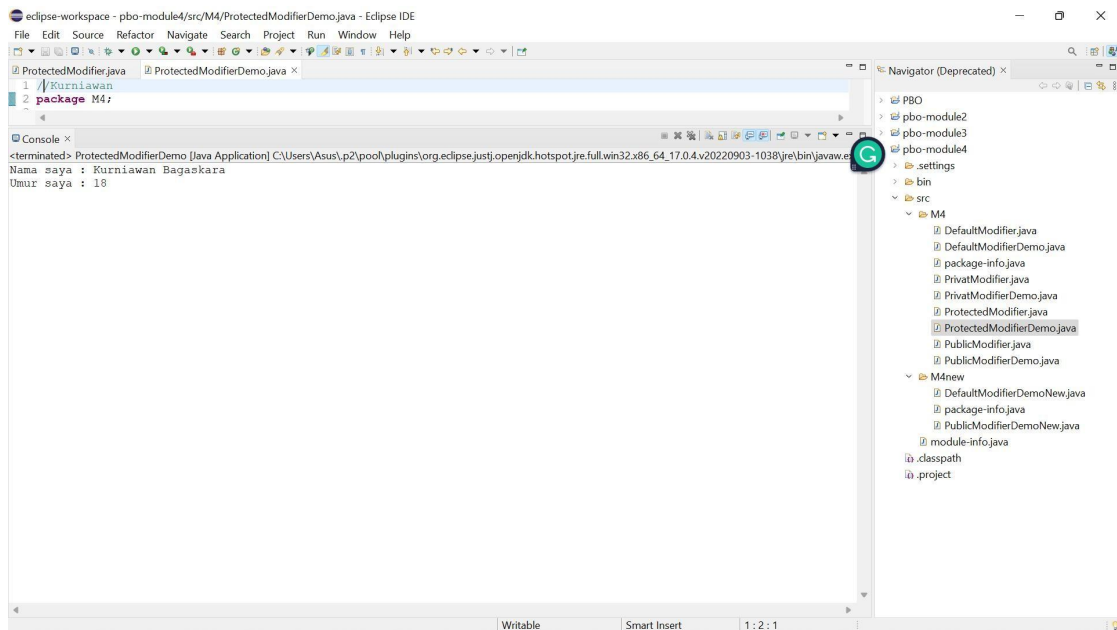 eclipse-workspace - pbo-module4/src/M4/ProtectedModifierDemo.java - Eclipse IDE
File Edit Source Refactor Navigate Search Project Run Window Help
ProtectedModifier.java
ProtectedModifierDemo.java
1 //Kurniawan
2 package M4;
Console
<terminated> ProtectedModifierDemo [Java Application] C:\Users\Asus\.p2\pool\plugins\org.eclipse.justj.openjdk.hotspot.jre.full.win32.x86_64_17.0.4.v20220903-1038\jre\bin\javaw.e
Nama saya : Kurniawan Bagaskara
Umur saya : 18
Navigator (Deprecated)
PBO
pbo-module2
pbo-module3
pbo-module4
.settings
bin
src
M4
DefaultModifier.java
DefaultModifierDemo.java
package-info.java
PrivatModifier.java
PrivatModifierDemo.java
ProtectedModifier.java
ProtectedModifierDemo.java
PublicModifier.java
PublicModifierDemo.java
M4new
DefaultModifierDemoNew.java
package-info.java
PublicModifierDemoNew.java
module-info.java
.classpath
.project
Writable Smart Insert 1 : 2 : 1